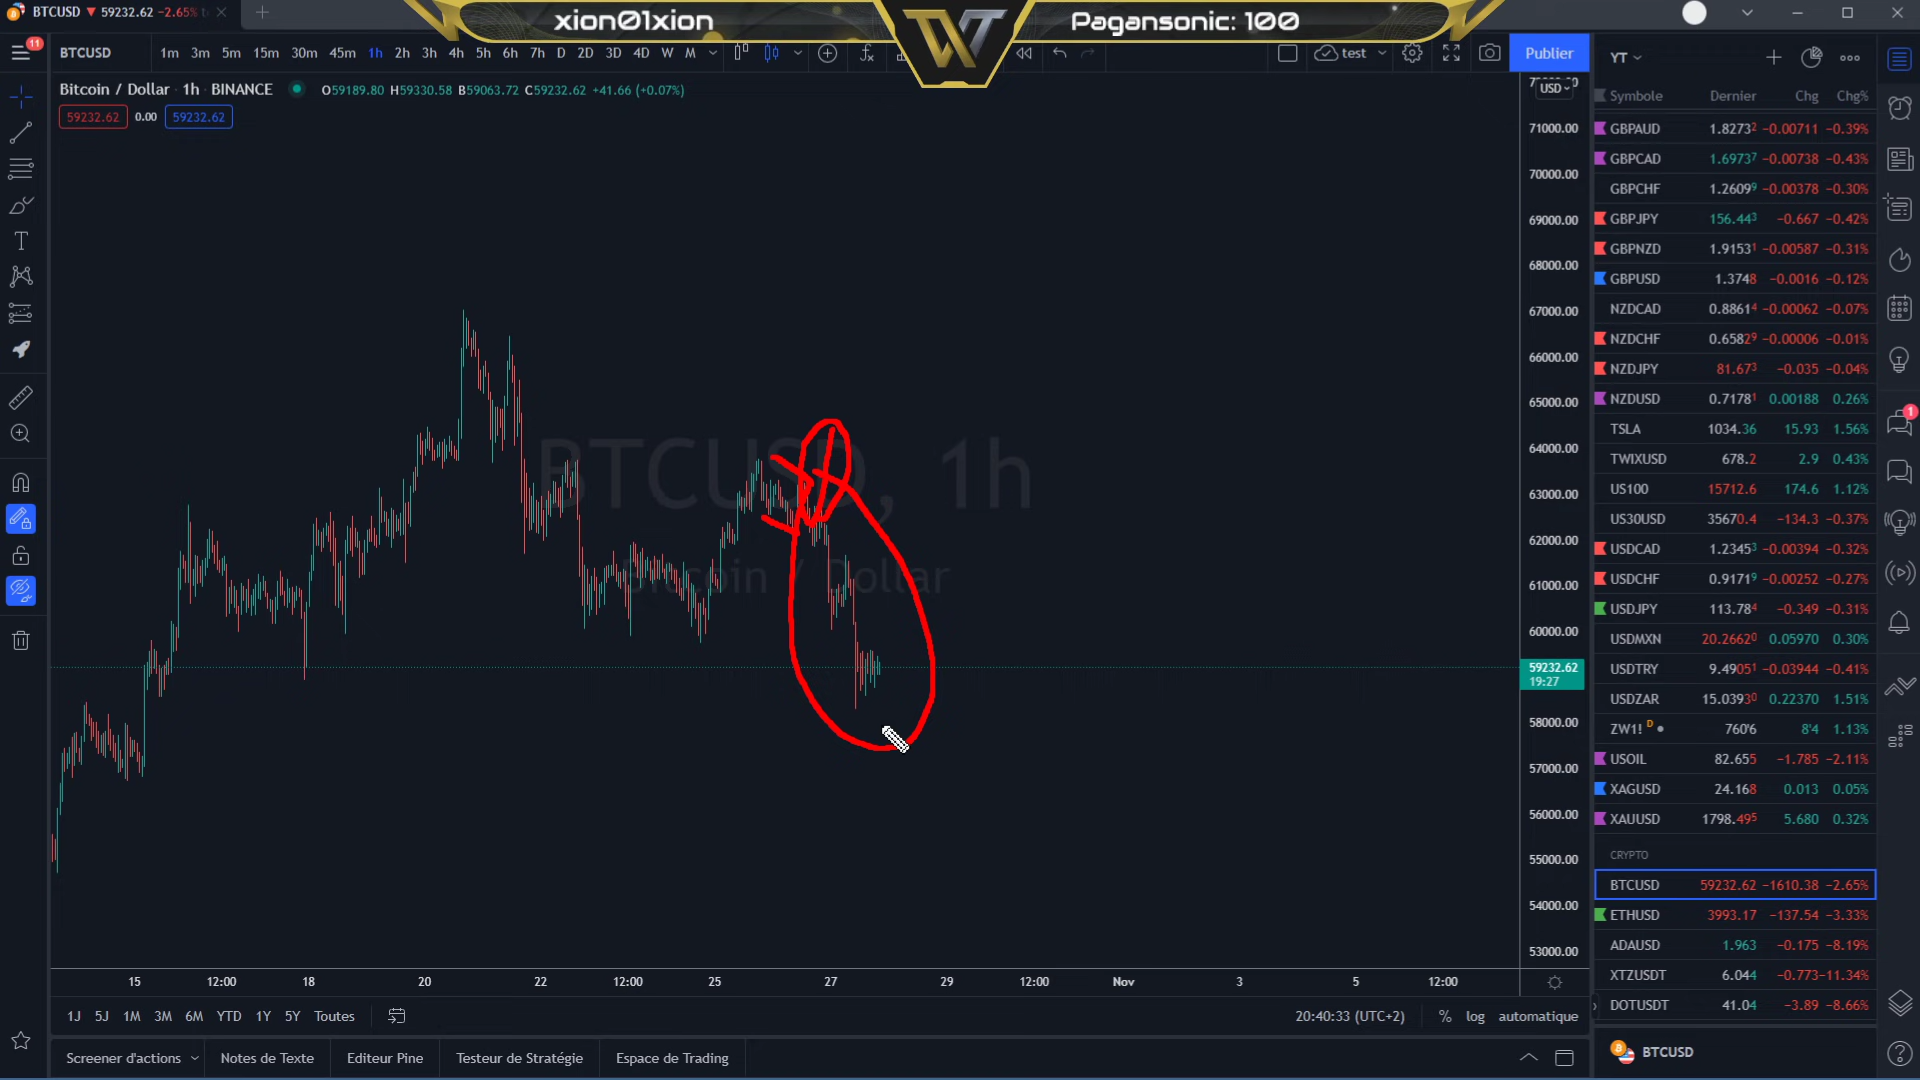 BTCUSD ▼ 59232.62 −2.65%
xion01xion
Pagansonic: 100
11
BTCUSD 1m 3m 5m 15m 30m 45m 1h 2h 3h 4h 5h 6h 7h D 2D 3D 4D W M
test
Publier
Bitcoin / Dollar · 1h · BINANCE O59189.80 H59330.58 B59063.72 C59232.62 +41.66 (+0.07%)
59232.62 0.00 59232.62
USD
71000.00
70000.00
69000.00
68000.00
67000.00
66000.00
65000.00
64000.00
63000.00
62000.00
61000.00
60000.00
59232.62
19:27
58000.00
57000.00
56000.00
55000.00
54000.00
53000.00
BTCUSD, 1h
Bitcoin / Dollar
15 12:00 18 20 22 12:00 25 27 29 12:00 Nov 3 5 12:00
1J 5J 1M 3M 6M YTD 1Y 5Y Toutes
20:40:33 (UTC+2) % log automatique
Screener d'actions Notes de Texte Editeur Pine Testeur de Stratégie Espace de Trading
YT
Symbole Dernier Chg Chg%
GBPAUD 1.82732 −0.00711 −0.39%
GBPCAD 1.69737 −0.00738 −0.43%
GBPCHF 1.26099 −0.00378 −0.30%
GBPJPY 156.443 −0.667 −0.42%
GBPNZD 1.91531 −0.00587 −0.31%
GBPUSD 1.3748 −0.0016 −0.12%
NZDCAD 0.88614 −0.00062 −0.07%
NZDCHF 0.65829 −0.00006 −0.01%
NZDJPY 81.673 −0.035 −0.04%
NZDUSD 0.71781 0.00188 0.26%
TSLA 1034.36 15.93 1.56%
TWIXUSD 678.2 2.9 0.43%
US100 15712.6 174.6 1.12%
US30USD 35670.4 −134.3 −0.37%
USDCAD 1.23453 −0.00394 −0.32%
USDCHF 0.91719 −0.00252 −0.27%
USDJPY 113.784 −0.349 −0.31%
USDMXN 20.26620 0.05970 0.30%
USDTRY 9.49051 −0.03944 −0.41%
USDZAR 15.03930 0.22370 1.51%
ZW1! D 760'6 8'4 1.13%
USOIL 82.655 −1.785 −2.11%
XAGUSD 24.168 0.013 0.05%
XAUUSD 1798.495 5.680 0.32%
CRYPTO
BTCUSD 59232.62 −1610.38 −2.65%
ETHUSD 3993.17 −137.54 −3.33%
ADAUSD 1.963 −0.175 −8.19%
XTZUSDT 6.044 −0.773 −11.34%
DOTUSDT 41.04 −3.89 −8.66%
BTCUSD
1